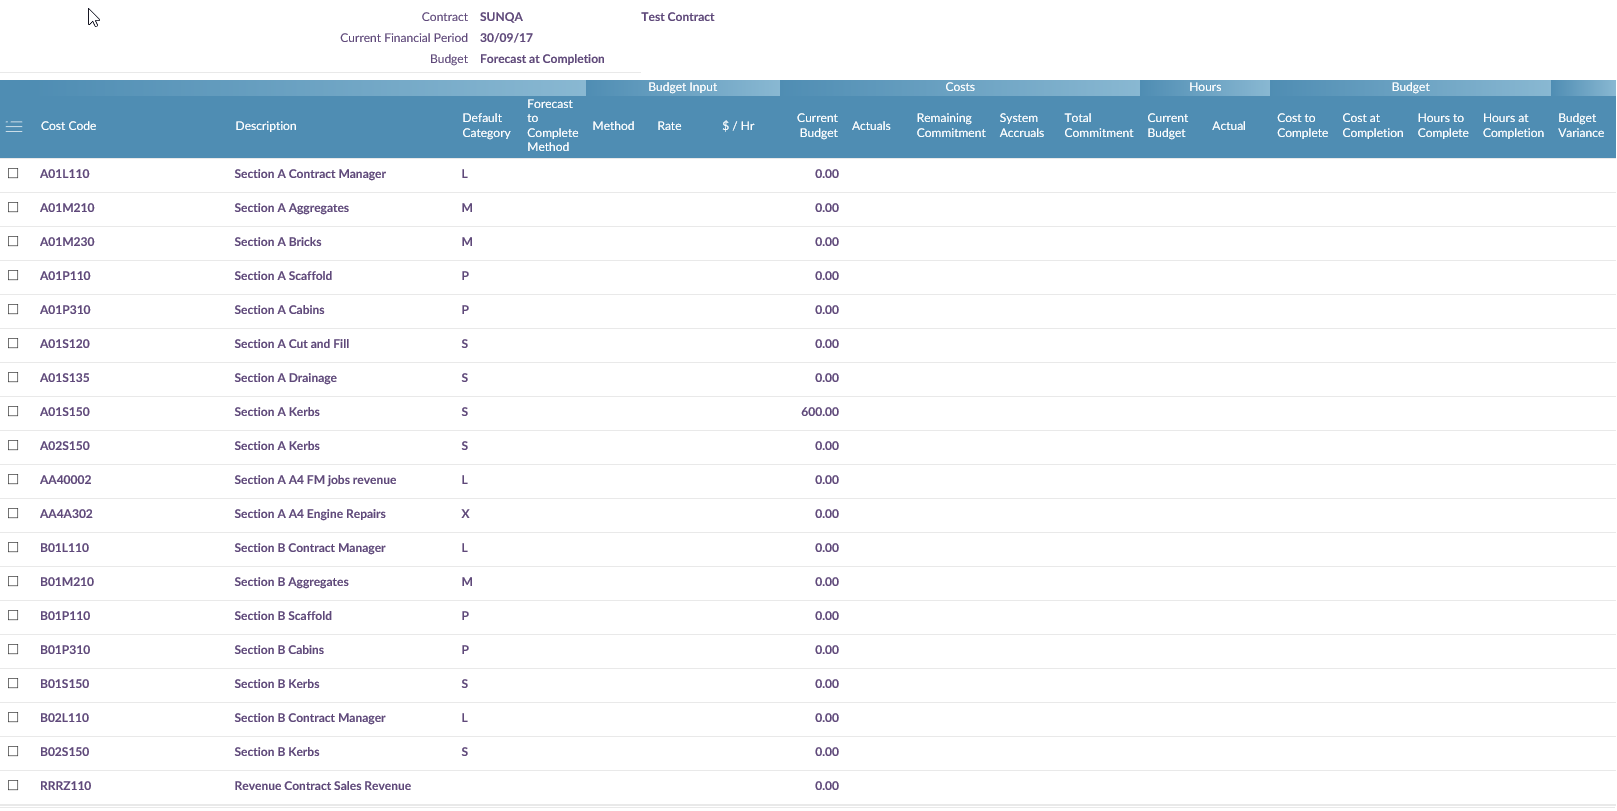 Contract SUNQA Test Contract
Current Financial Period 30/09/17
Budget Forecast at Completion
Budget Input Costs Hours Budget
Cost Code Description Default Category Forecast to Complete Method Method Rate $ / Hr Current Budget Actuals Remaining Commitment System Accruals Total Commitment Current Budget Actual Cost to Complete Cost at Completion Hours to Complete Hours at Completion Budget Variance
A01L110 Section A Contract Manager L 0.00
A01M210 Section A Aggregates M 0.00
A01M230 Section A Bricks M 0.00
A01P110 Section A Scaffold P 0.00
A01P310 Section A Cabins P 0.00
A01S120 Section A Cut and Fill S 0.00
A01S135 Section A Drainage S 0.00
A01S150 Section A Kerbs S 600.00
A02S150 Section A Kerbs S 0.00
AA40002 Section A A4 FM jobs revenue L 0.00
AA4A302 Section A A4 Engine Repairs X 0.00
B01L110 Section B Contract Manager L 0.00
B01M210 Section B Aggregates M 0.00
B01P110 Section B Scaffold P 0.00
B01P310 Section B Cabins P 0.00
B01S150 Section B Kerbs S 0.00
B02L110 Section B Contract Manager L 0.00
B02S150 Section B Kerbs S 0.00
RRRZ110 Revenue Contract Sales Revenue 0.00